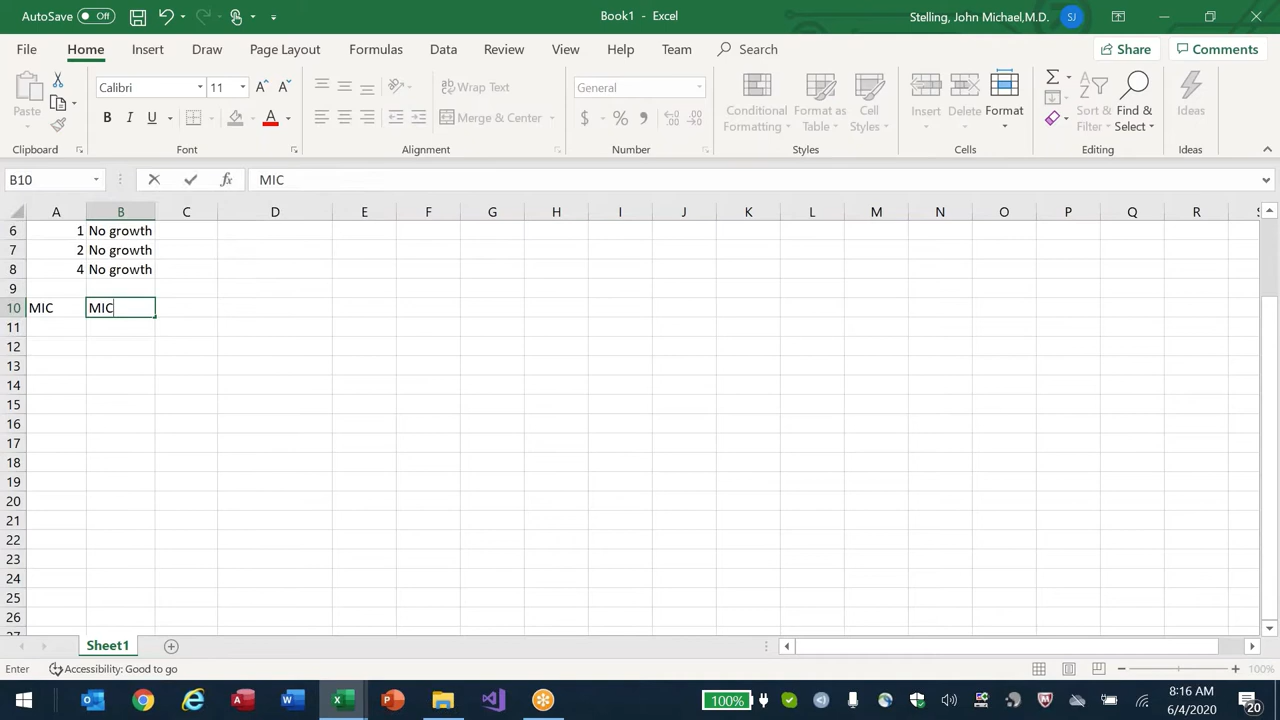 AutoSave Off Book1 - Excel Stelling, John Michael,M.D. SJ
File Home Insert Draw Page Layout Formulas Data Review View Help Team Search Share Comments
Paste Calibri 11 A A Wrap Text General Conditional Formatting Format as Table Cell Styles Insert Delete Format Sort & Filter Find & Select Ideas
B I U A Merge & Center $ % ,
Clipboard Font Alignment Number Styles Cells Editing Ideas
B10 fx MIC
A B C D E F G H I J K L M N O P Q R S
6 1 No growth
7 2 No growth
8 4 No growth
9
10 MIC MIC
11
12
13
14
15
16
17
18
19
20
21
22
23
24
25
26
27
Sheet1
Enter Accessibility: Good to go 100%
100% 8:16 AM
6/4/2020 20